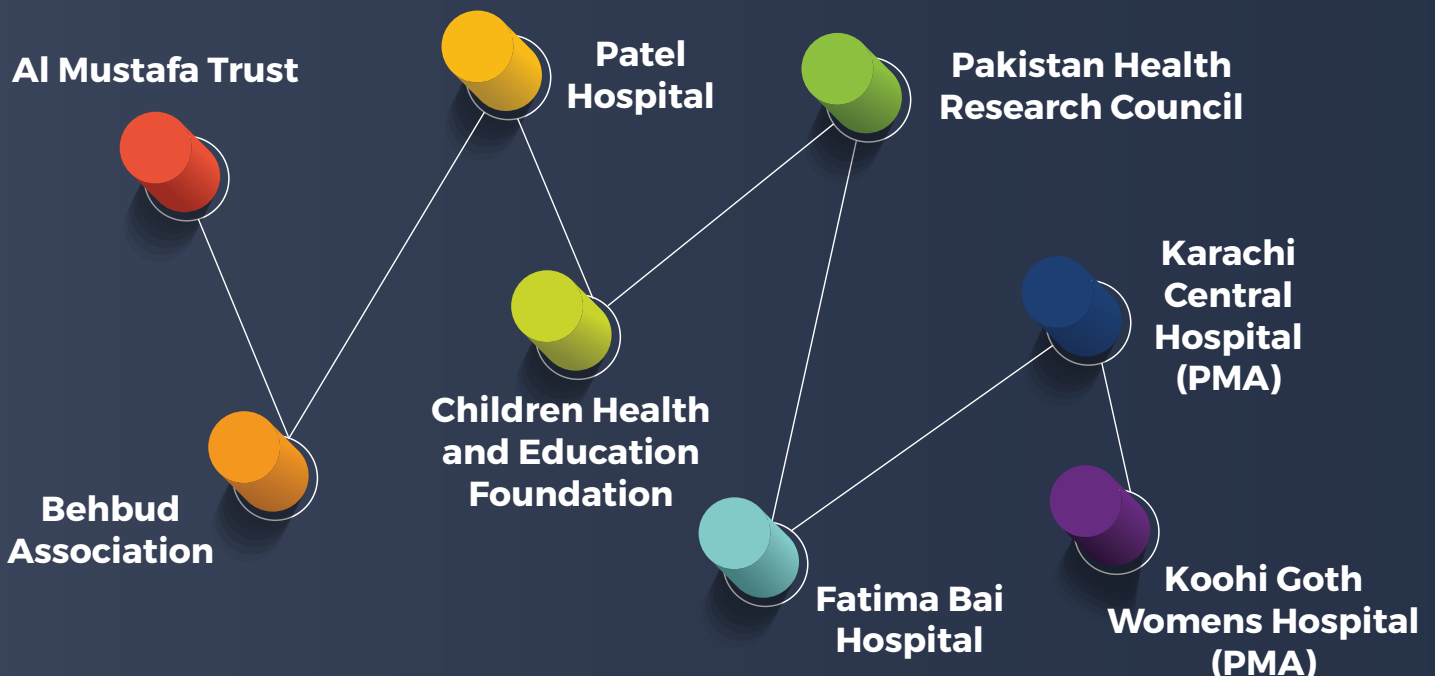 Al Mustafa Trust
Behbud
Association
Patel
Hospital
Children Health
and Education
Foundation
Pakistan Health
Research Council
Fatima Bai
Hospital
Karachi
Central
Hospital
(PMA)
Koohi Goth
Womens Hospital
(PMA)